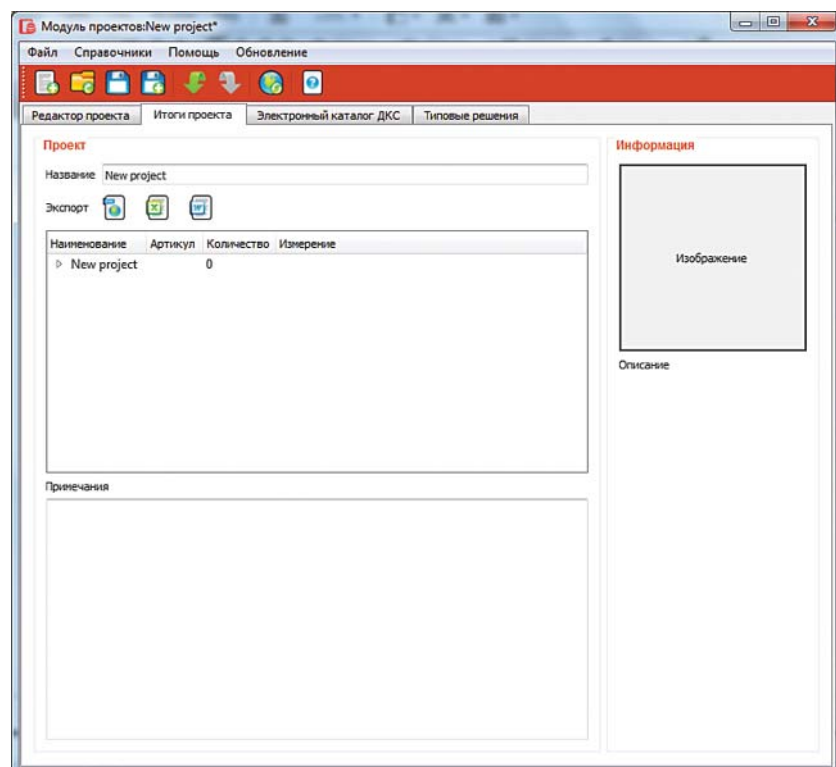 Модуль проектов:New project*
Файл Справочники Помощь Обновление
Редактор проекта Итоги проекта Электронный каталог ДКС Типовые решения
Проект
Название New project
Экспорт
Наименование Артикул Количество Измерение
New project 0
Примечания
Информация
Изображение
Описание